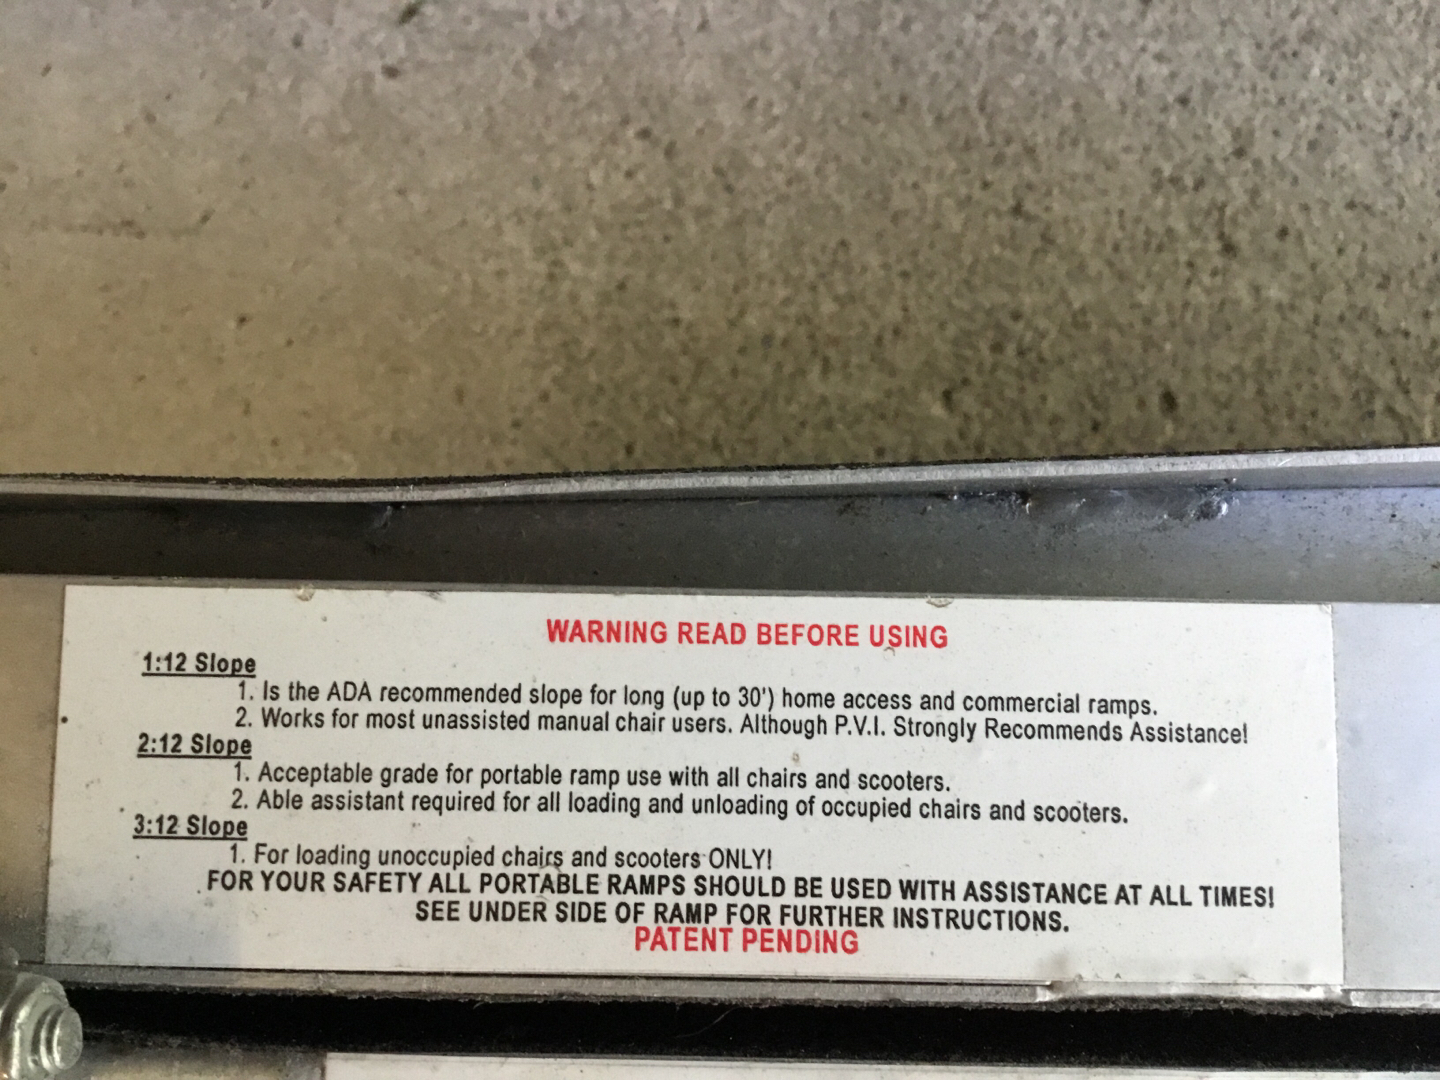 WARNING READ BEFORE USING
1:12 Slope
1. Is the ADA recommended slope for long (up to 30') home access and commercial ramps.
2. Works for most unassisted manual chair users. Although P.V.I. Strongly Recommends Assistance!
2:12 Slope
1. Acceptable grade for portable ramp use with all chairs and scooters.
2. Able assistant required for all loading and unloading of occupied chairs and scooters.
3:12 Slope
1. For loading unoccupied chairs and scooters ONLY!
FOR YOUR SAFETY ALL PORTABLE RAMPS SHOULD BE USED WITH ASSISTANCE AT ALL TIMES!
SEE UNDER SIDE OF RAMP FOR FURTHER INSTRUCTIONS.
PATENT PENDING